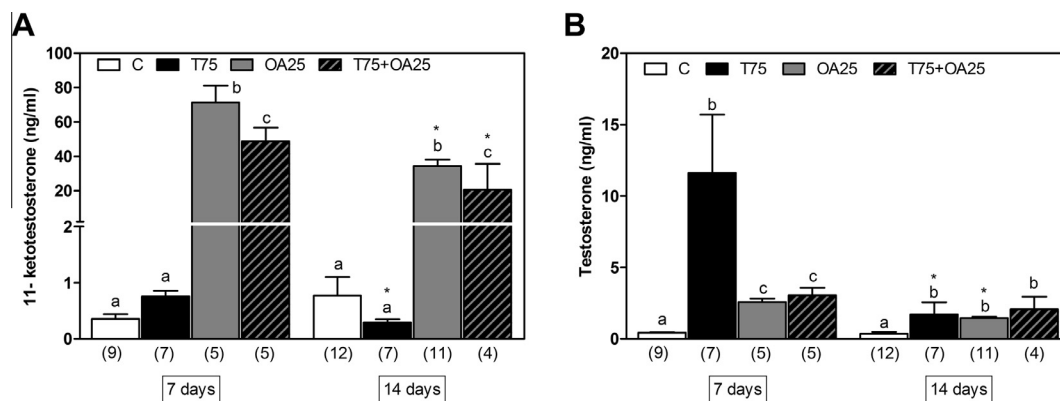 A
100
80
60
40
20
2
1
0
11- ketotestosterone (ng/ml)
C T75 OA25 T75+OA25
a a b c a * a * b * c
(9) (7) (5) (5) (12) (7) (11) (4)
7 days 14 days
B
20
15
10
5
0
Testosterone (ng/ml)
C T75 OA25 T75+OA25
a b c c a * b * b b
(9) (7) (5) (5) (12) (7) (11) (4)
7 days 14 days